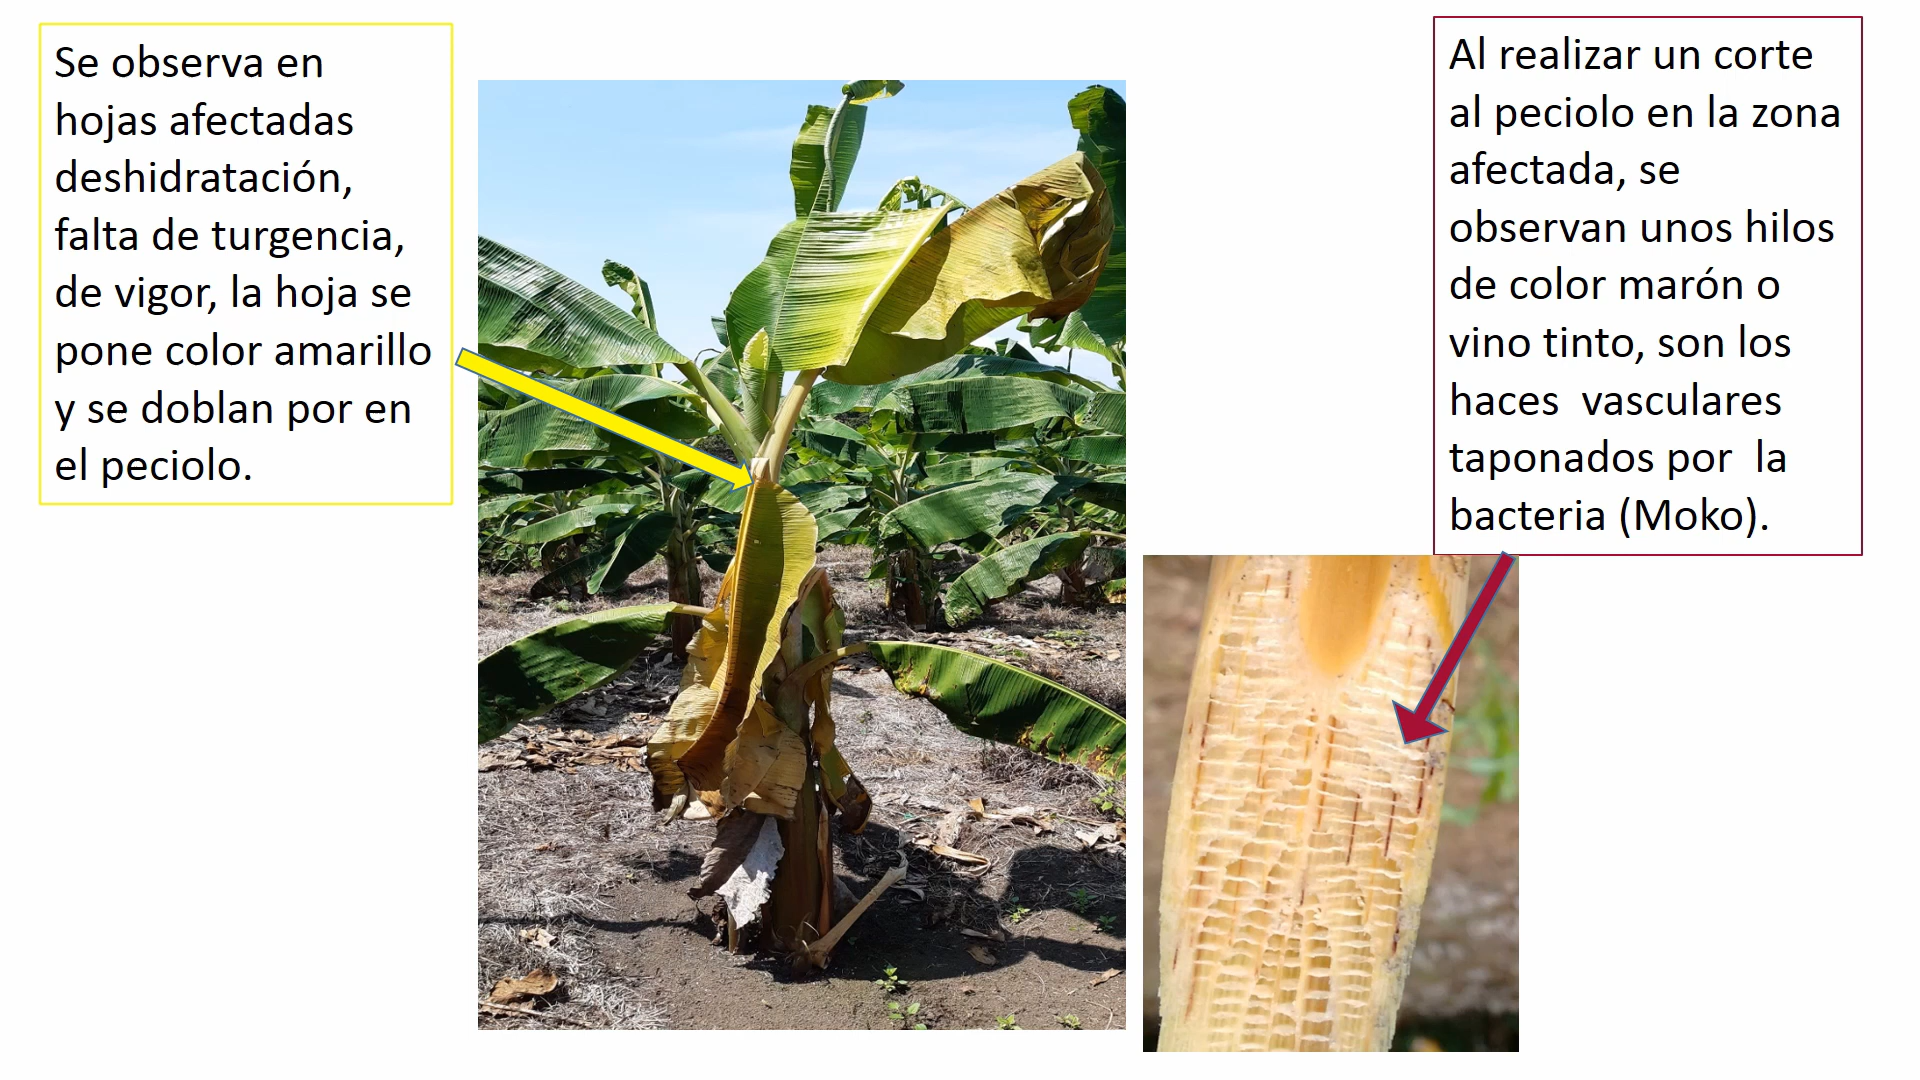 Se observa en
hojas afectadas
deshidratación,
falta de turgencia,
de vigor, la hoja se
pone color amarillo
y se doblan por en
el peciolo.
Al realizar un corte
al peciolo en la zona
afectada, se
observan unos hilos
de color marón o
vino tinto, son los
haces  vasculares
taponados por  la
bacteria (Moko).